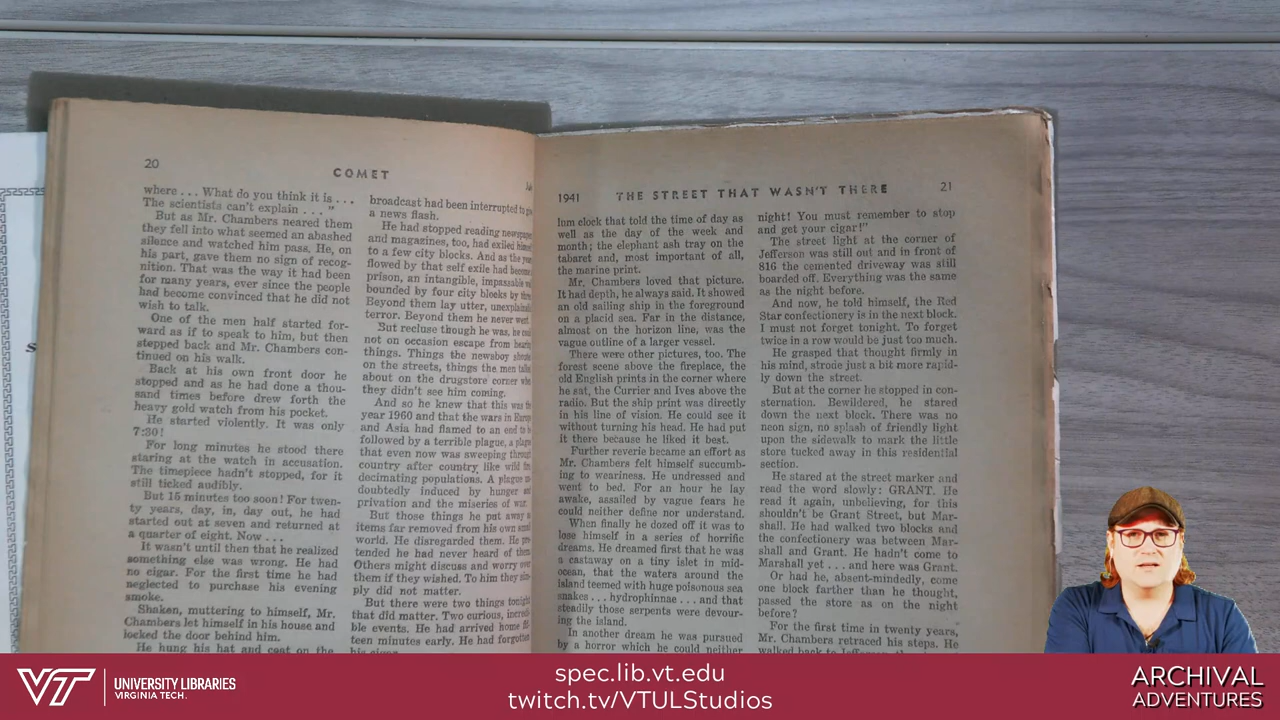 20
COMET
where . . . What do you think it is . . .
The scientists can't explain . . . "
But as Mr. Chambers neared them
they fell into what seemed an abashed
silence and watched him pass. He, on
his part, gave them no sign of recog-
nition. That was the way it had been
for many years, ever since the people
had become convinced that he did not
wish to talk.
One of the men half started for-
ward as if to speak to him, but then
stepped back and Mr. Chambers con-
tinued on his walk.
Back at his own front door he
stopped and as he had done a thou-
sand times before drew forth the
heavy gold watch from his pocket.
He started violently. It was only
7:30!
For long minutes he stood there
staring at the watch in accusation.
The timepiece hadn't stopped, for it
still ticked audibly.
But 15 minutes too soon! For twen-
ty years, day in, day out, he had
started out at seven and returned at
a quarter of eight. Now . . .
It wasn't until then that he realized
something else was wrong. He had
no cigar. For the first time he had
neglected to purchase his evening
smoke.
Shaken, muttering to himself, Mr.
Chambers let himself in his house and
locked the door behind him.
He hung his hat and coat on the
broadcast had been interrupted to
a news flash.
He had stopped reading newspape
and magazines, too, had exiled
to a few city blocks. And as the
flowed by that self exile had become
prison, an intangible, impassable
bounded by four city blocks by
Beyond them lay utter,
terror. Beyond them he never
But recluse though he was, he
not on occasion escape from
things. Things the newsboy
on the streets, things the men
about on the drugstore corner
they didn't see him coming.
And so he knew that this was
year 1960 and that the wars in
and Asia had flamed to an end
followed by a terrible plague, a
that even now was sweeping
country after country like wild
decimating populations. A plague
doubtedly induced by hunger
privation and the miseries of war.
But those things he put away
items far removed from his own
world. He disregarded them. He
tended he had never heard of
Others might discuss and worry
them if they wished. To him they
ply did not matter.
But there were two things tonight
that did matter. Two curious,
ble events. He had arrived home
teen minutes early. He had
his cigar.
1941
THE STREET THAT WASN'T THERE
21
lum clock that told the time of day as
well as the day of the week and
month; the elephant ash tray on the
tabaret and, most important of all,
the marine print.
Mr. Chambers loved that picture.
It had depth, he always said. It showed
an old sailing ship in the foreground
on a placid sea. Far in the distance,
almost on the horizon line, was the
vague outline of a larger vessel.
There were other pictures, too. The
forest scene above the fireplace, the
old English prints in the corner where
he sat, the Currier and Ives above the
radio. But the ship print was directly
in his line of vision. He could see it
without turning his head. He had put
it there because he liked it best.
Further reverie became an effort as
Mr. Chambers felt himself succumb-
ing to weariness. He undressed and
went to bed. For an hour he lay
awake, assailed by vague fears he
could neither define nor understand.
When finally he dozed off it was to
lose himself in a series of horrific
dreams. He dreamed first that he was
a castaway on a tiny islet in mid-
ocean, that the waters around the
island teemed with huge poisonous sea
snakes . . . hydrophinnae . . . and that
steadily those serpents were devour-
ing the island.
In another dream he was pursued
by a horror which he could neither
night! You must remember to stop
and get your cigar!"
The street light at the corner of
Jefferson was still out and in front of
816 the cemented driveway was still
boarded off. Everything was the same
as the night before.
And now, he told himself, the Red
Star confectionery is in the next block.
I must not forget tonight. To forget
twice in a row would be just too much.
He grasped that thought firmly in
his mind, strode just a bit more rapid-
ly down the street.
But at the corner he stopped in con-
sternation. Bewildered, he stared
down the next block. There was no
neon sign, no splash of friendly light
upon the sidewalk to mark the little
store tucked away in this residential
section.
He stared at the street marker and
read the word slowly: GRANT. He
read it again, unbelieving, for this
shouldn't be Grant Street, but Mar-
shall. He had walked two blocks and
the confectionery was between Mar-
shall and Grant. He hadn't come to
Marshall yet . . . and here was Grant.
Or had he, absent-mindedly, come
one block farther than he thought,
passed the store as on the night
before?
For the first time in twenty years,
Mr. Chambers retraced his steps. He
walked back to Jefferson,
VT
UNIVERSITY LIBRARIES
VIRGINIA TECH.
spec.lib.vt.edu
twitch.tv/VTULStudios
ARCHIVAL
ADVENTURES